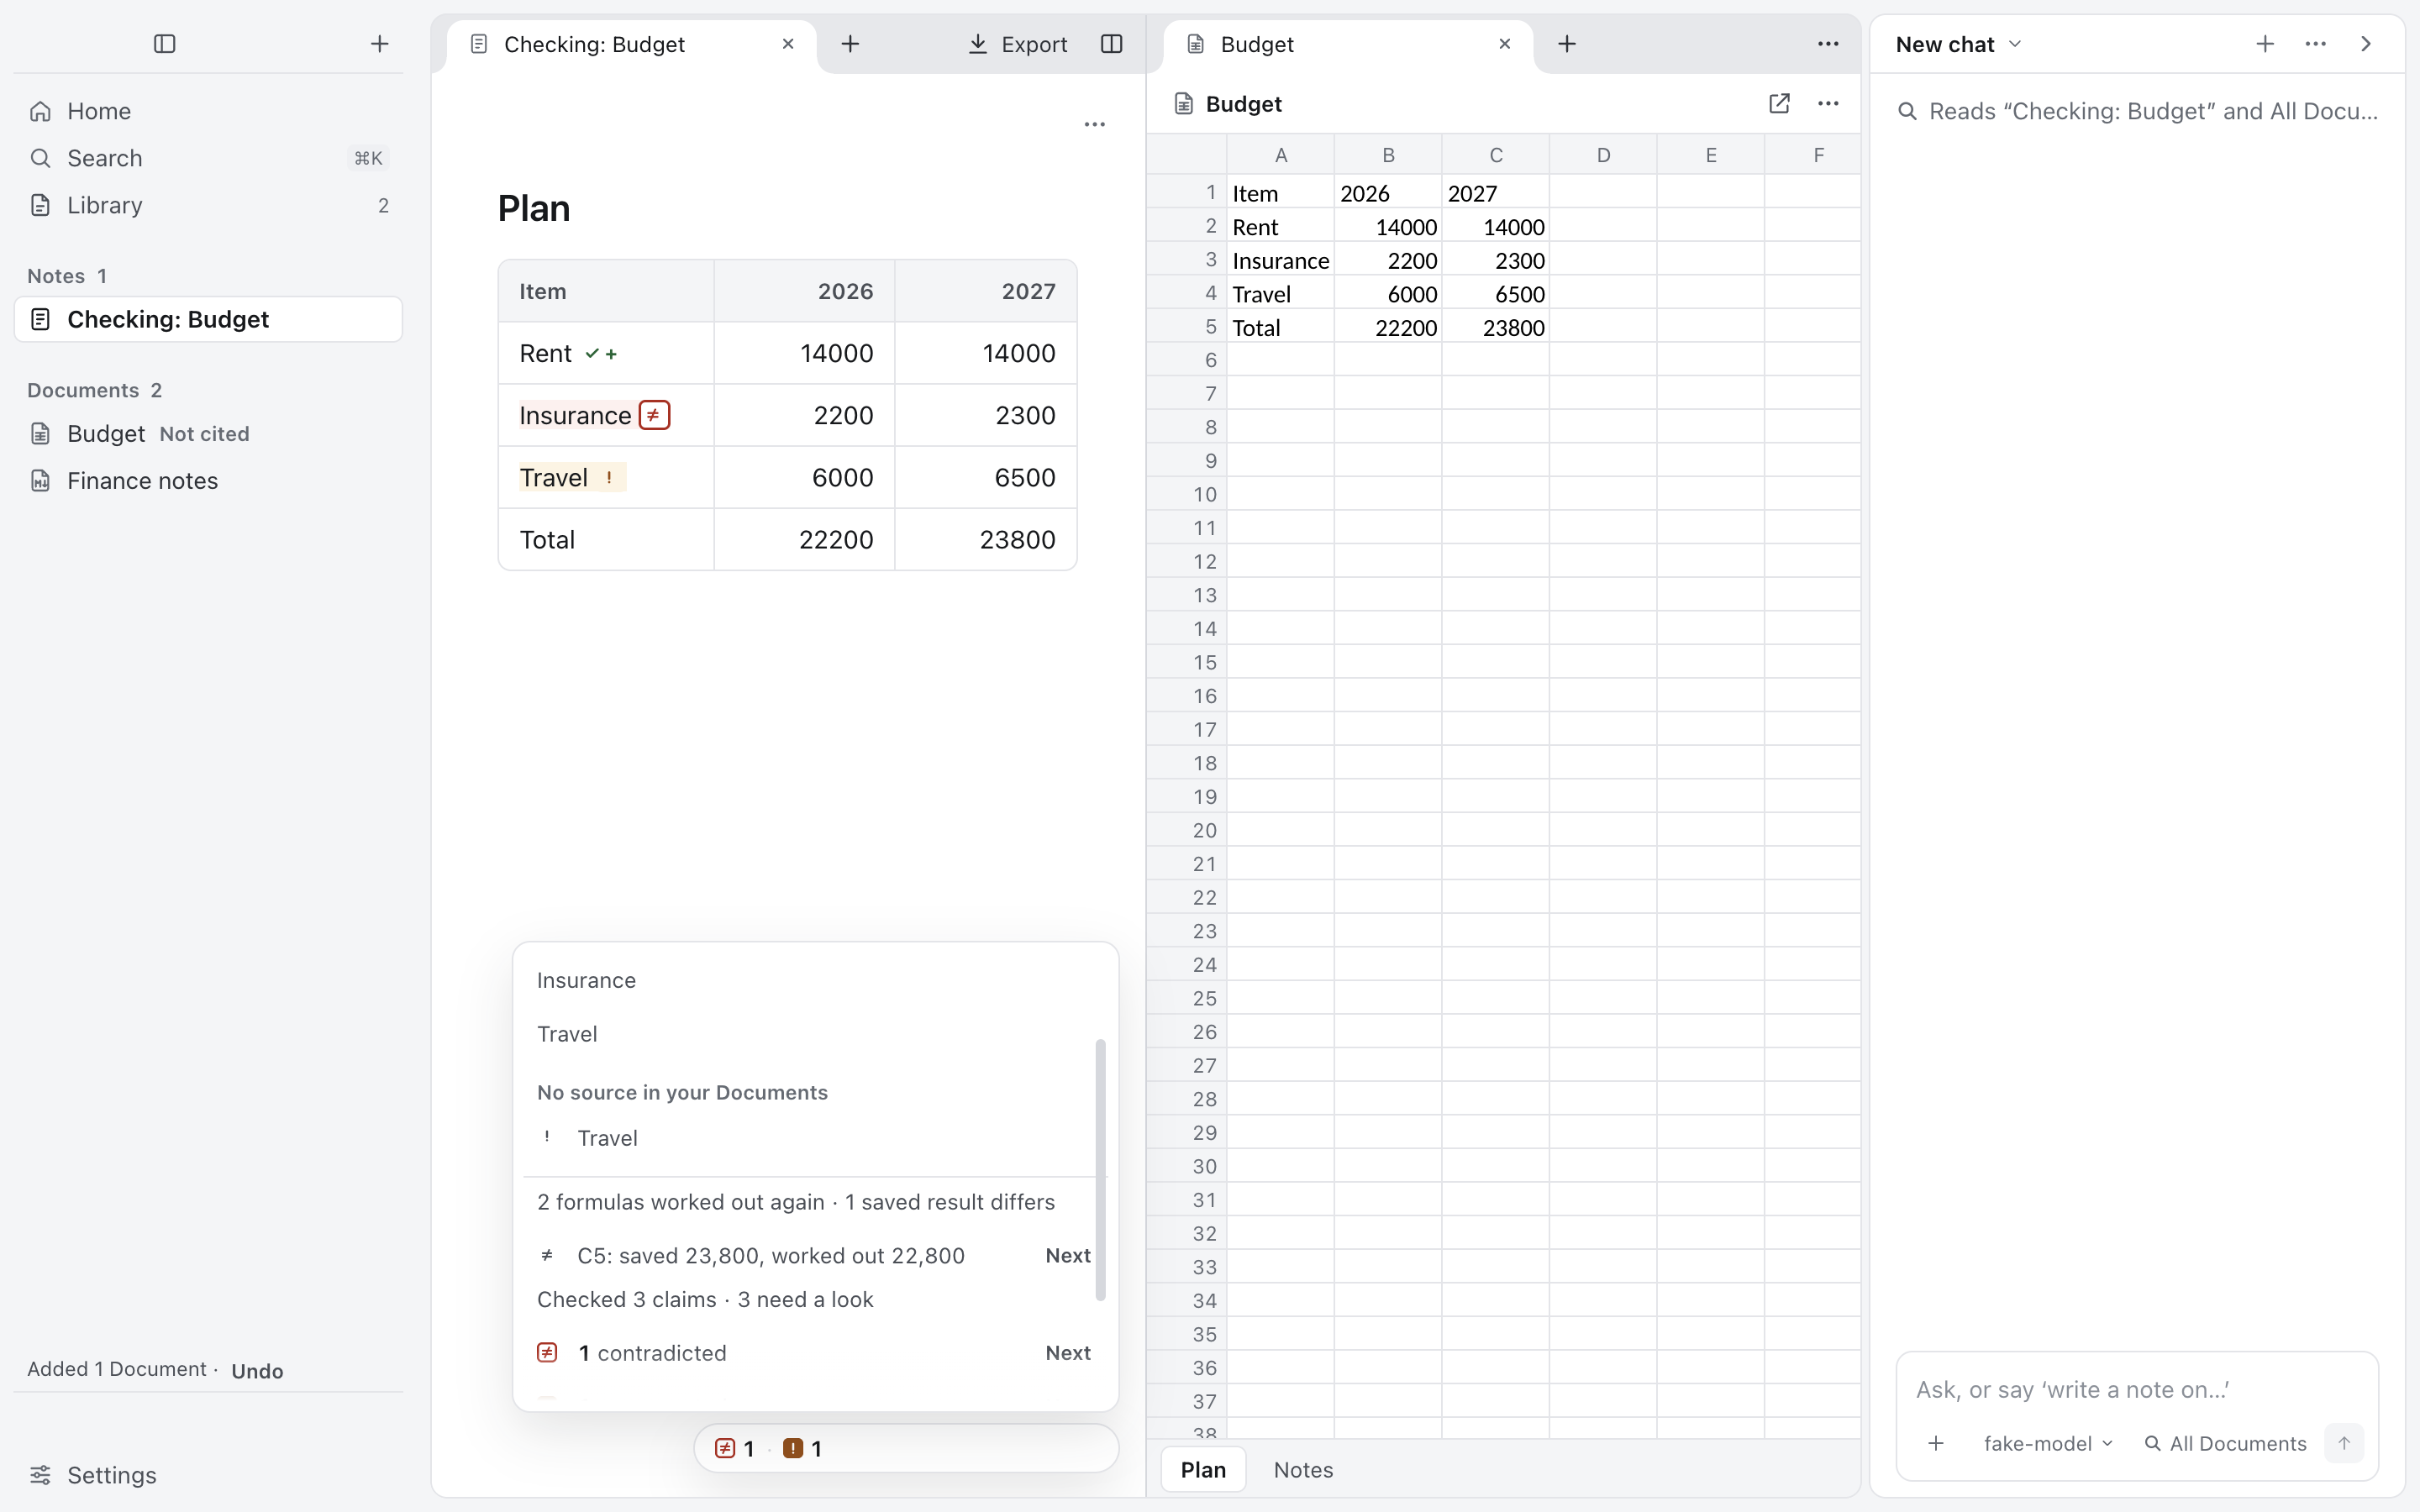 Home
Search ⌘K
Library 2
Notes 1
Checking: Budget
Documents 2
Budget Not cited
Finance notes
Added 1 Document · Undo
Settings
Checking: Budget
Export
Plan
Item 2026 2027
Rent 14000 14000
Insurance ≠ 2200 2300
Travel ! 6000 6500
Total 22200 23800
Insurance
Travel
No source in your Documents
! Travel
2 formulas worked out again · 1 saved result differs
≠ C5: saved 23,800, worked out 22,800 Next
Checked 3 claims · 3 need a look
≠ 1 contradicted Next
≠ 1 · ! 1
Budget
Budget
A B C D E F
1 Item 2026 2027
2 Rent 14000 14000
3 Insurance 2200 2300
4 Travel 6000 6500
5 Total 22200 23800
6
7
8
9
10
11
12
13
14
15
16
17
18
19
20
21
22
23
24
25
26
27
28
29
30
31
32
33
34
35
36
37
38
Plan Notes
New chat
Reads “Checking: Budget” and All Docu...
Ask, or say ‘write a note on...’
fake-model All Documents